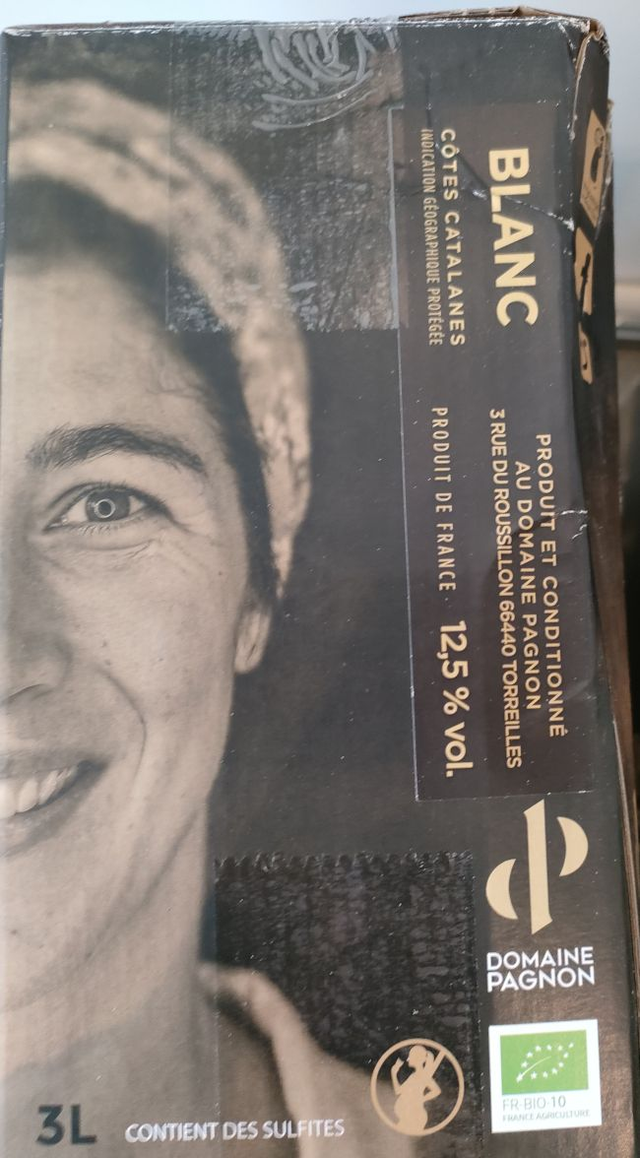 BLANC
CÔTES CATALANES
INDICATION GÉOGRAPHIQUE PROTÉGÉE
PRODUIT ET CONDITIONNÉ
AU DOMAINE PAGNON
3 RUE DU ROUSSILLON 66440 TORREILLES
PRODUIT DE FRANCE 12,5 % vol.
DOMAINE
PAGNON
FR-BIO-10
FRANCE AGRICULTURE
3L CONTIENT DES SULFITES